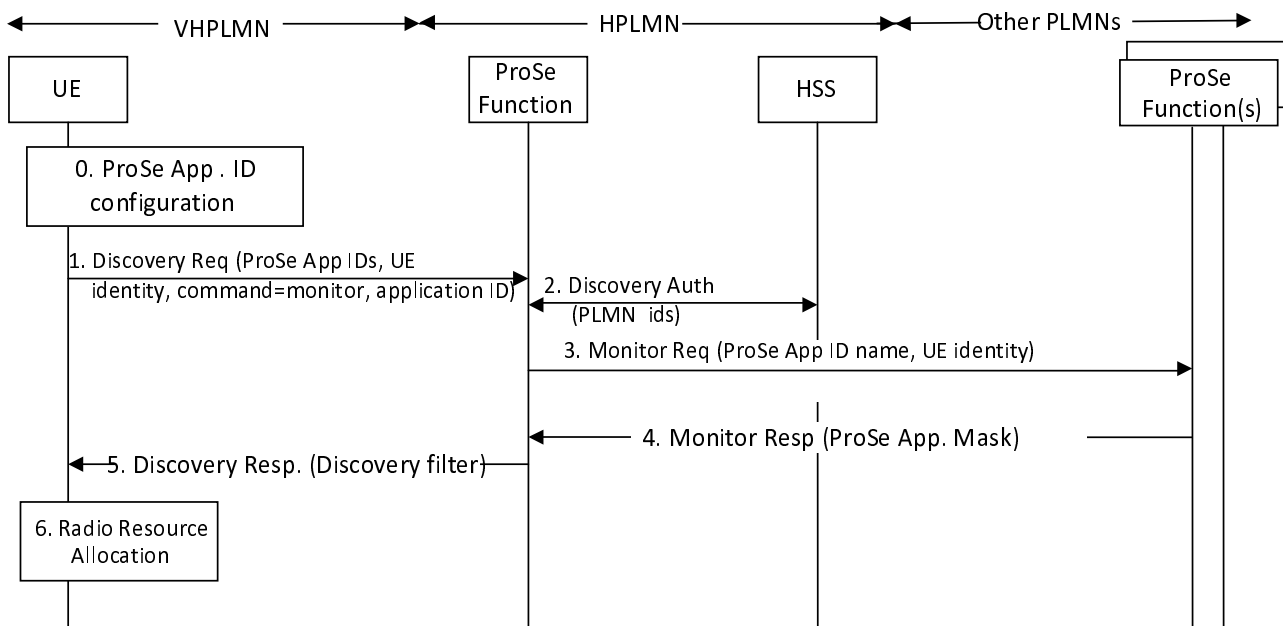 VHPLMN
HPLMN
Other PLMNs
UE
ProSe
Function
HSS
ProSe
Function(s)
0. ProSe App . ID
configuration
1. Discovery Req (ProSe App IDs, UE
identity, command=monitor, application ID)
2. Discovery Auth
(PLMN ids)
3. Monitor Req (ProSe App ID name, UE identity)
4. Monitor Resp (ProSe App. Mask)
5. Discovery Resp. (Discovery filter)
6. Radio Resource
Allocation